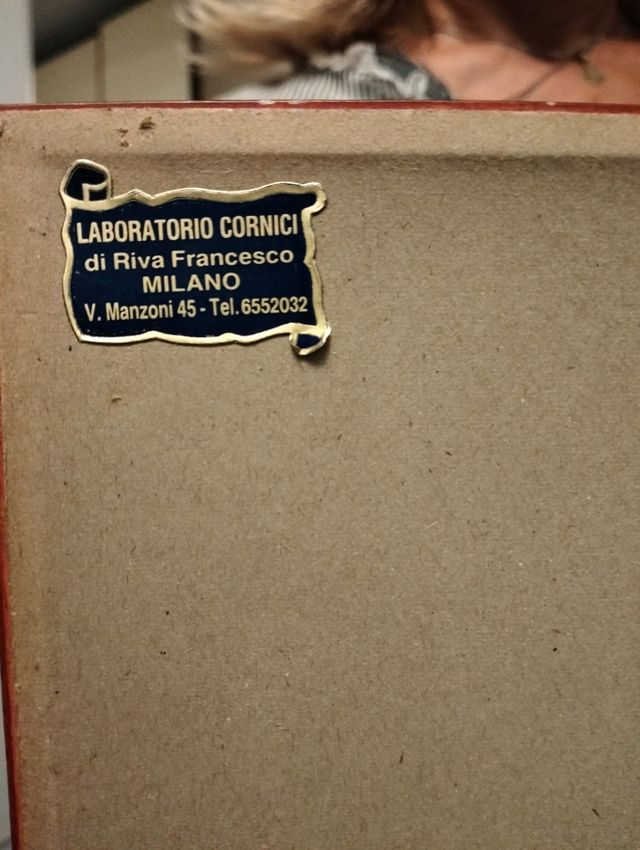 LABORATORIO CORNICI
di Riva Francesco
MILANO
V. Manzoni 45 - Tel. 6552032